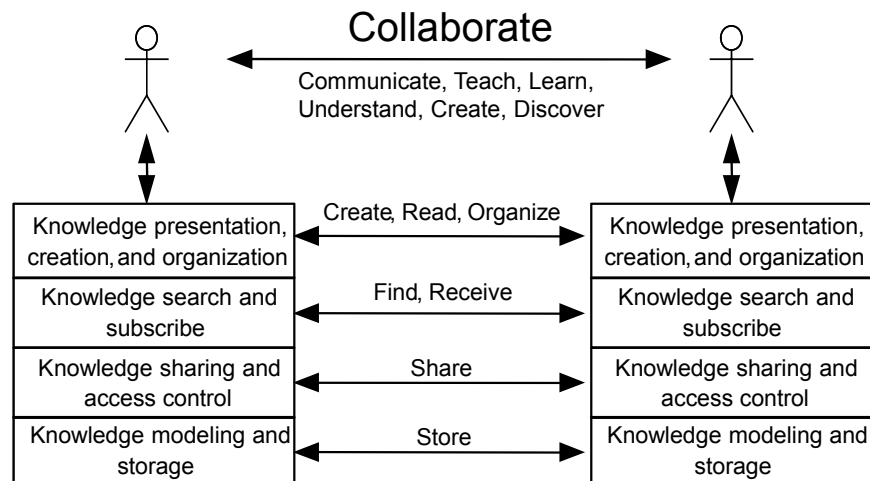 Collaborate
Communicate, Teach, Learn,
Understand, Create, Discover
Knowledge presentation,
creation, and organization
Create, Read, Organize
Knowledge presentation,
creation, and organization
Knowledge search and
subscribe
Find, Receive
Knowledge search and
subscribe
Knowledge sharing and
access control
Share
Knowledge sharing and
access control
Knowledge modeling and
storage
Store
Knowledge modeling and
storage